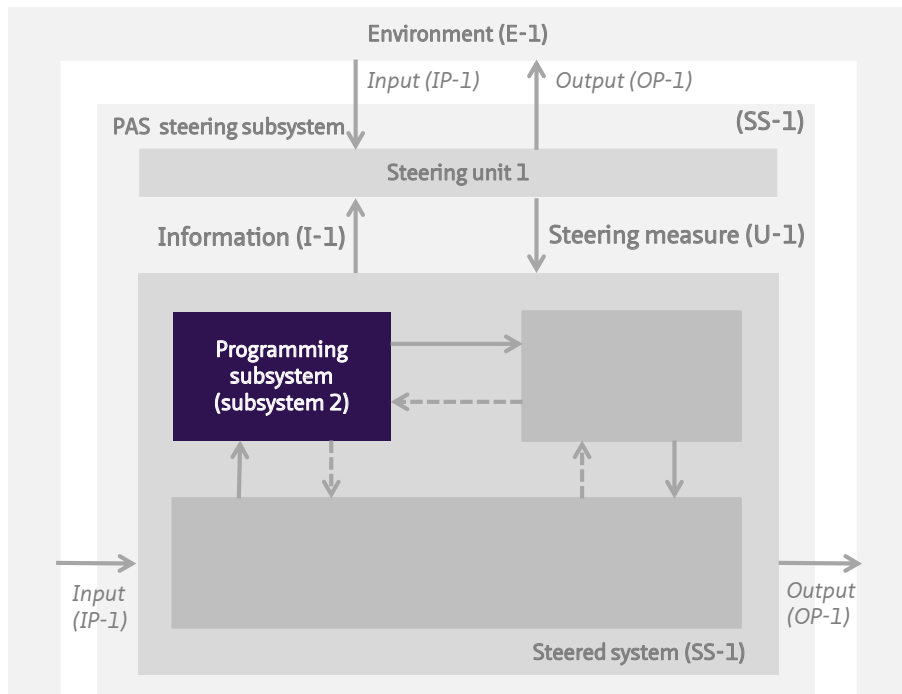 Environment (E-1)
Input (IP-1)
Output (OP-1)
PAS steering subsystem
(SS-1)
Steering unit 1
Information (I-1)
Steering measure (U-1)
Programming
subsystem
(subsystem 2)
Input
(IP-1)
Output
(OP-1)
Steered system (SS-1)